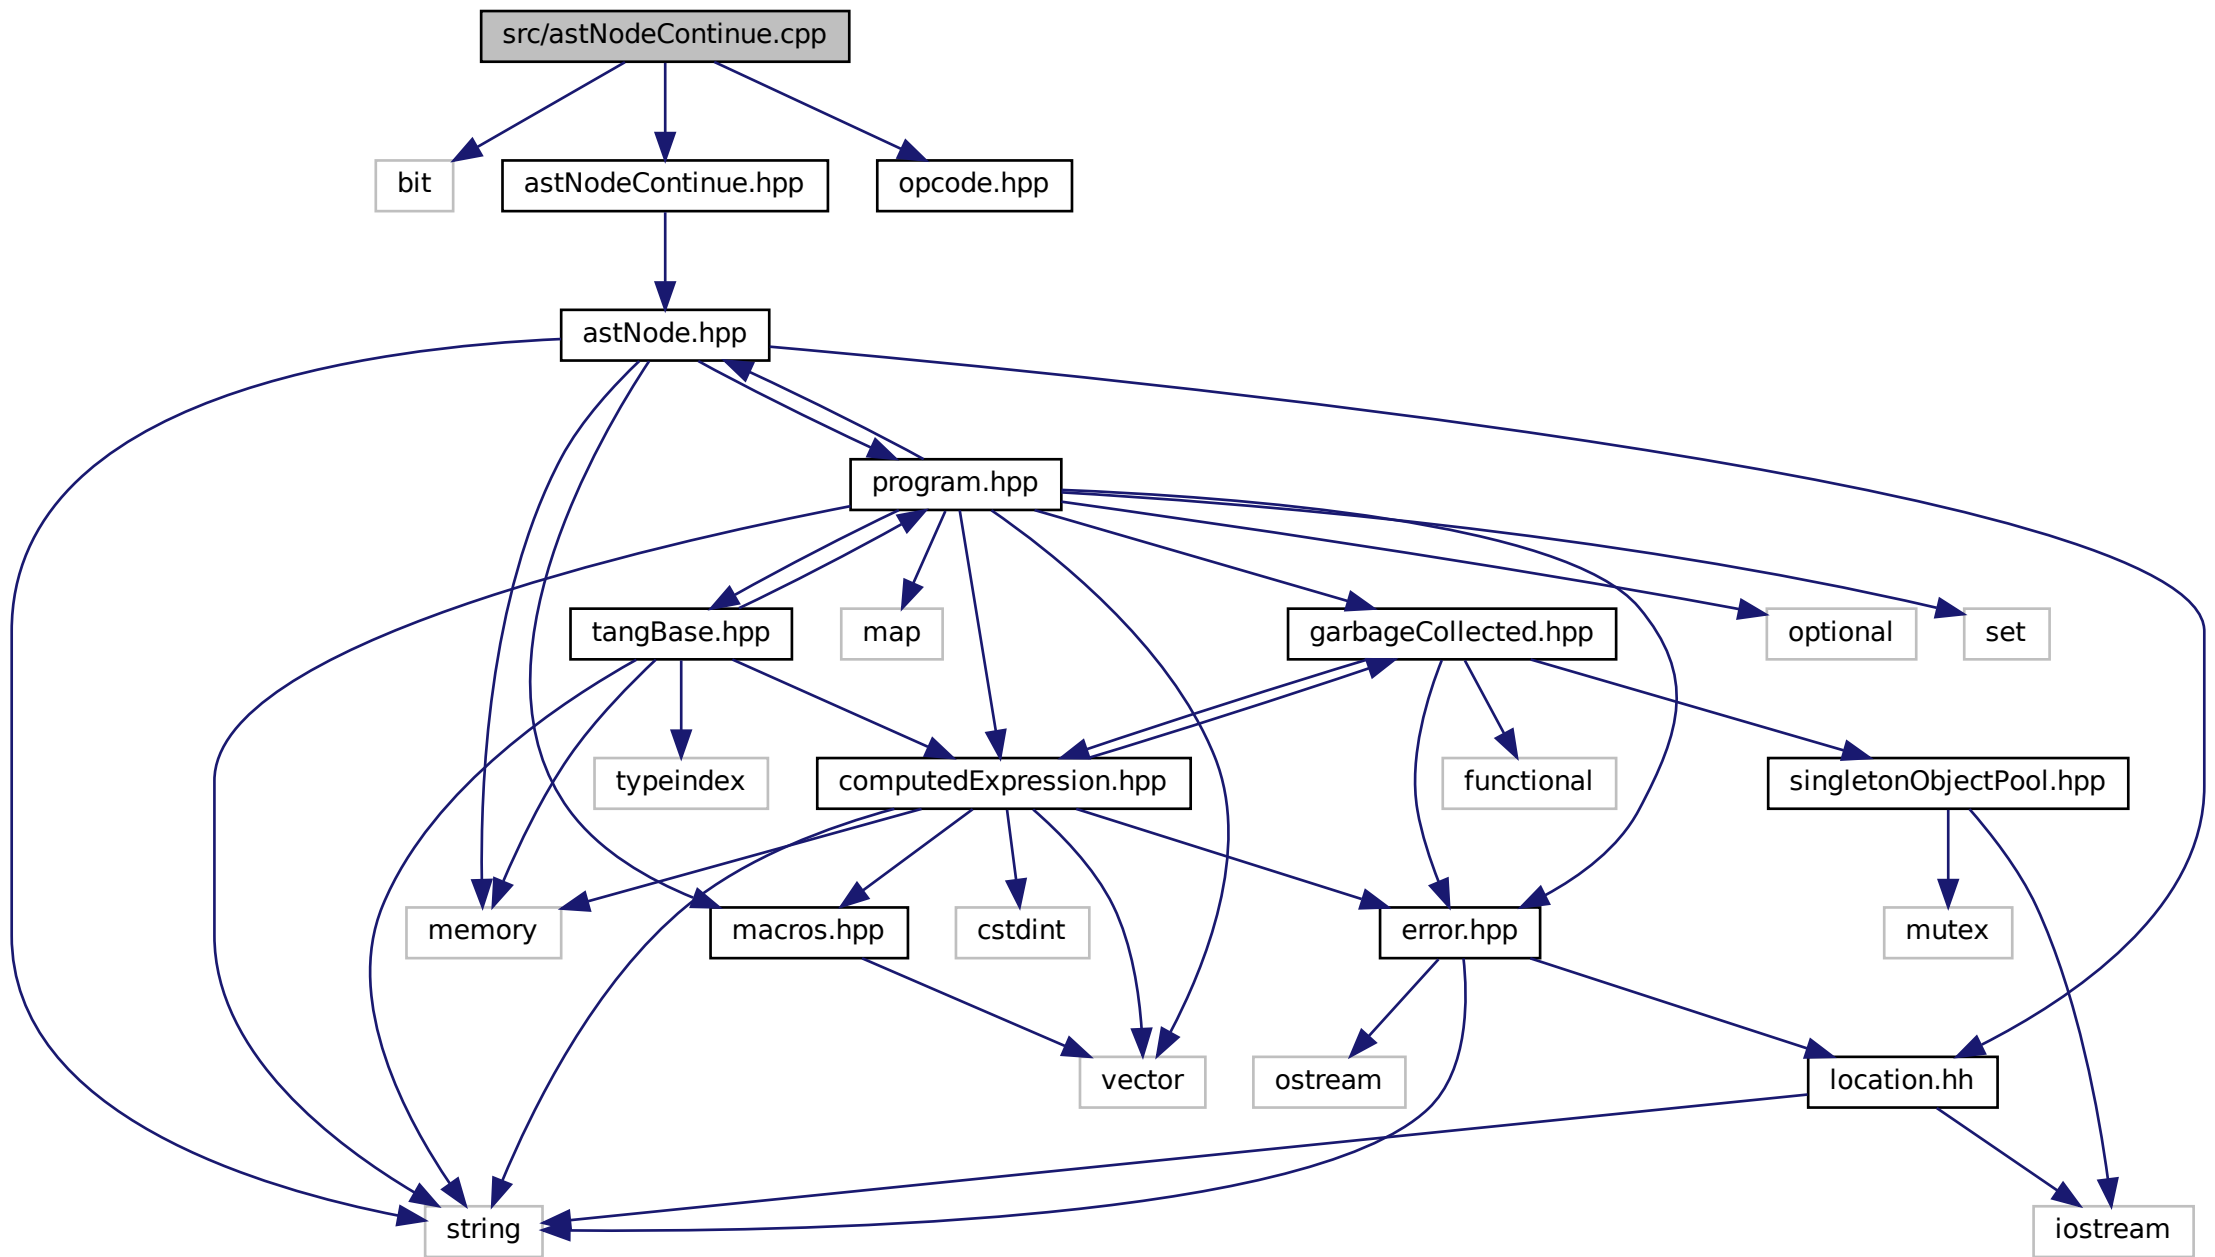 src/astNodeContinue.cpp
bit
astNodeContinue.hpp
opcode.hpp
astNode.hpp
program.hpp
tangBase.hpp
map
garbageCollected.hpp
optional
set
typeindex
computedExpression.hpp
functional
singletonObjectPool.hpp
memory
macros.hpp
cstdint
error.hpp
mutex
vector
ostream
location.hh
string
iostream